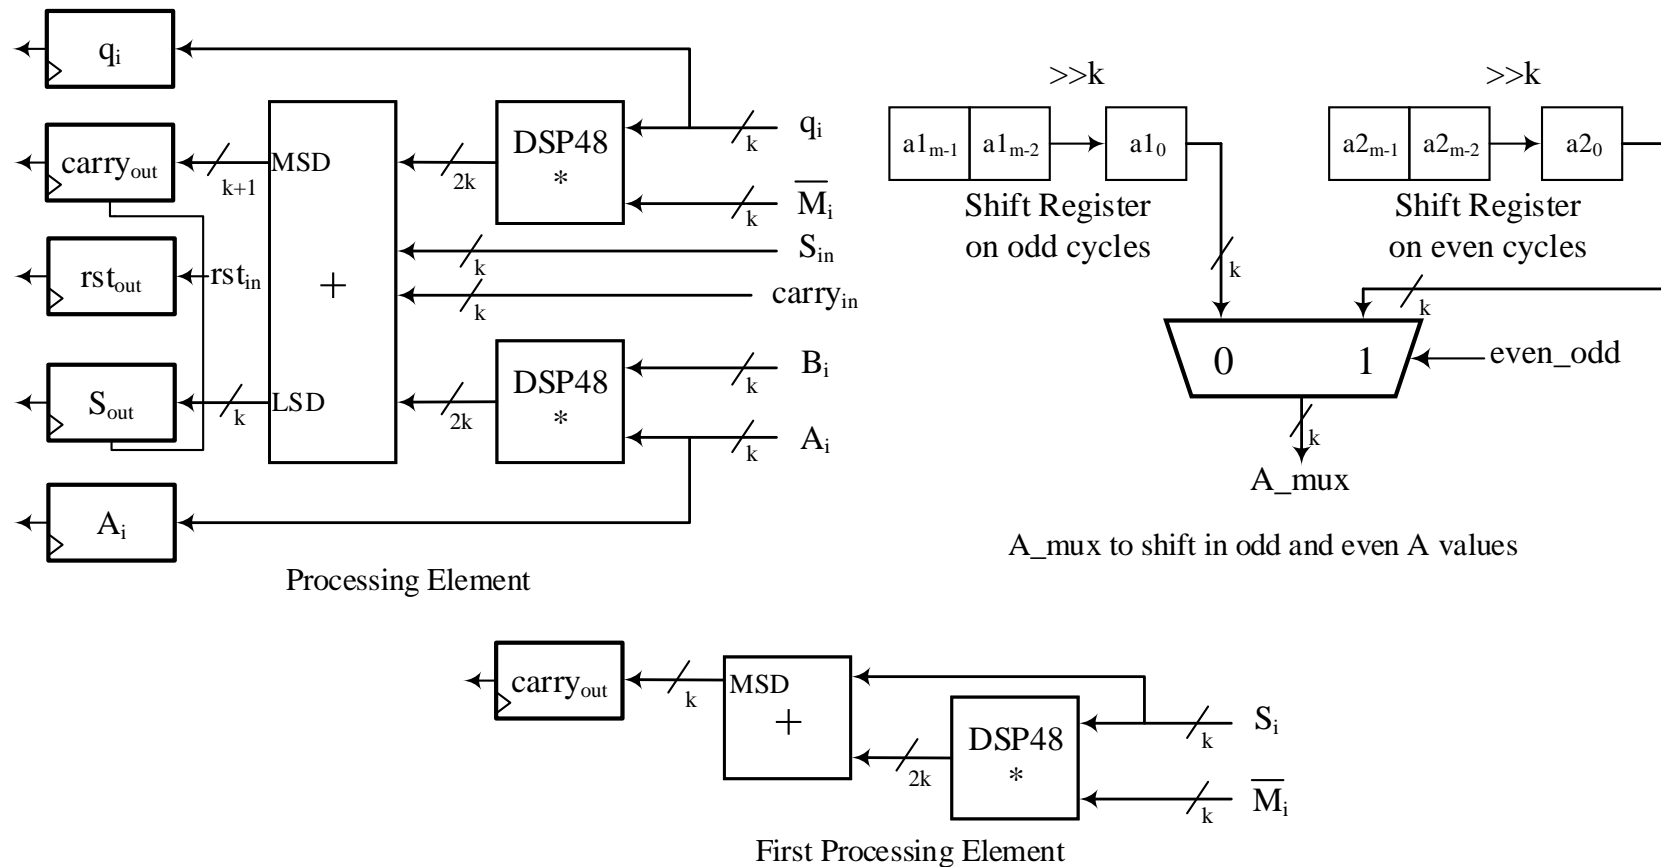 q_i
carry_out
k+1
MSD
rst_out
rst_in
+
S_out
k
LSD
A_i
DSP48
*
2k
q_i
k
M̅_i
k
S_in
k
carry_in
k
DSP48
*
2k
B_i
k
A_i
k
Processing Element
>>k
a1_m-1
a1_m-2
a1_0
Shift Register
on odd cycles
k
>>k
a2_m-1
a2_m-2
a2_0
Shift Register
on even cycles
k
0
1
even_odd
k
A_mux
A_mux to shift in odd and even A values
carry_out
k
MSD
+
DSP48
*
2k
S_i
k
M̅_i
k
First Processing Element